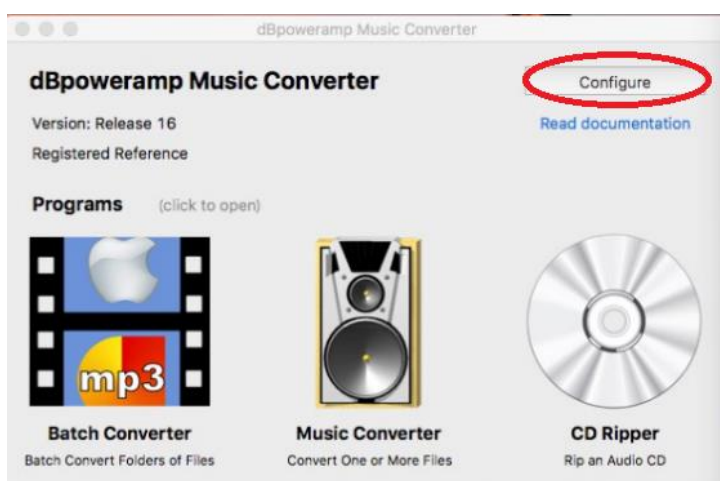 dBpoweramp Music Converter
dBpoweramp Music Converter
Configure
Version: Release 16
Read documentation
Registered Reference
Programs (click to open)
mp3
Batch Converter
Music Converter
CD Ripper
Batch Convert Folders of Files
Convert One or More Files
Rip an Audio CD